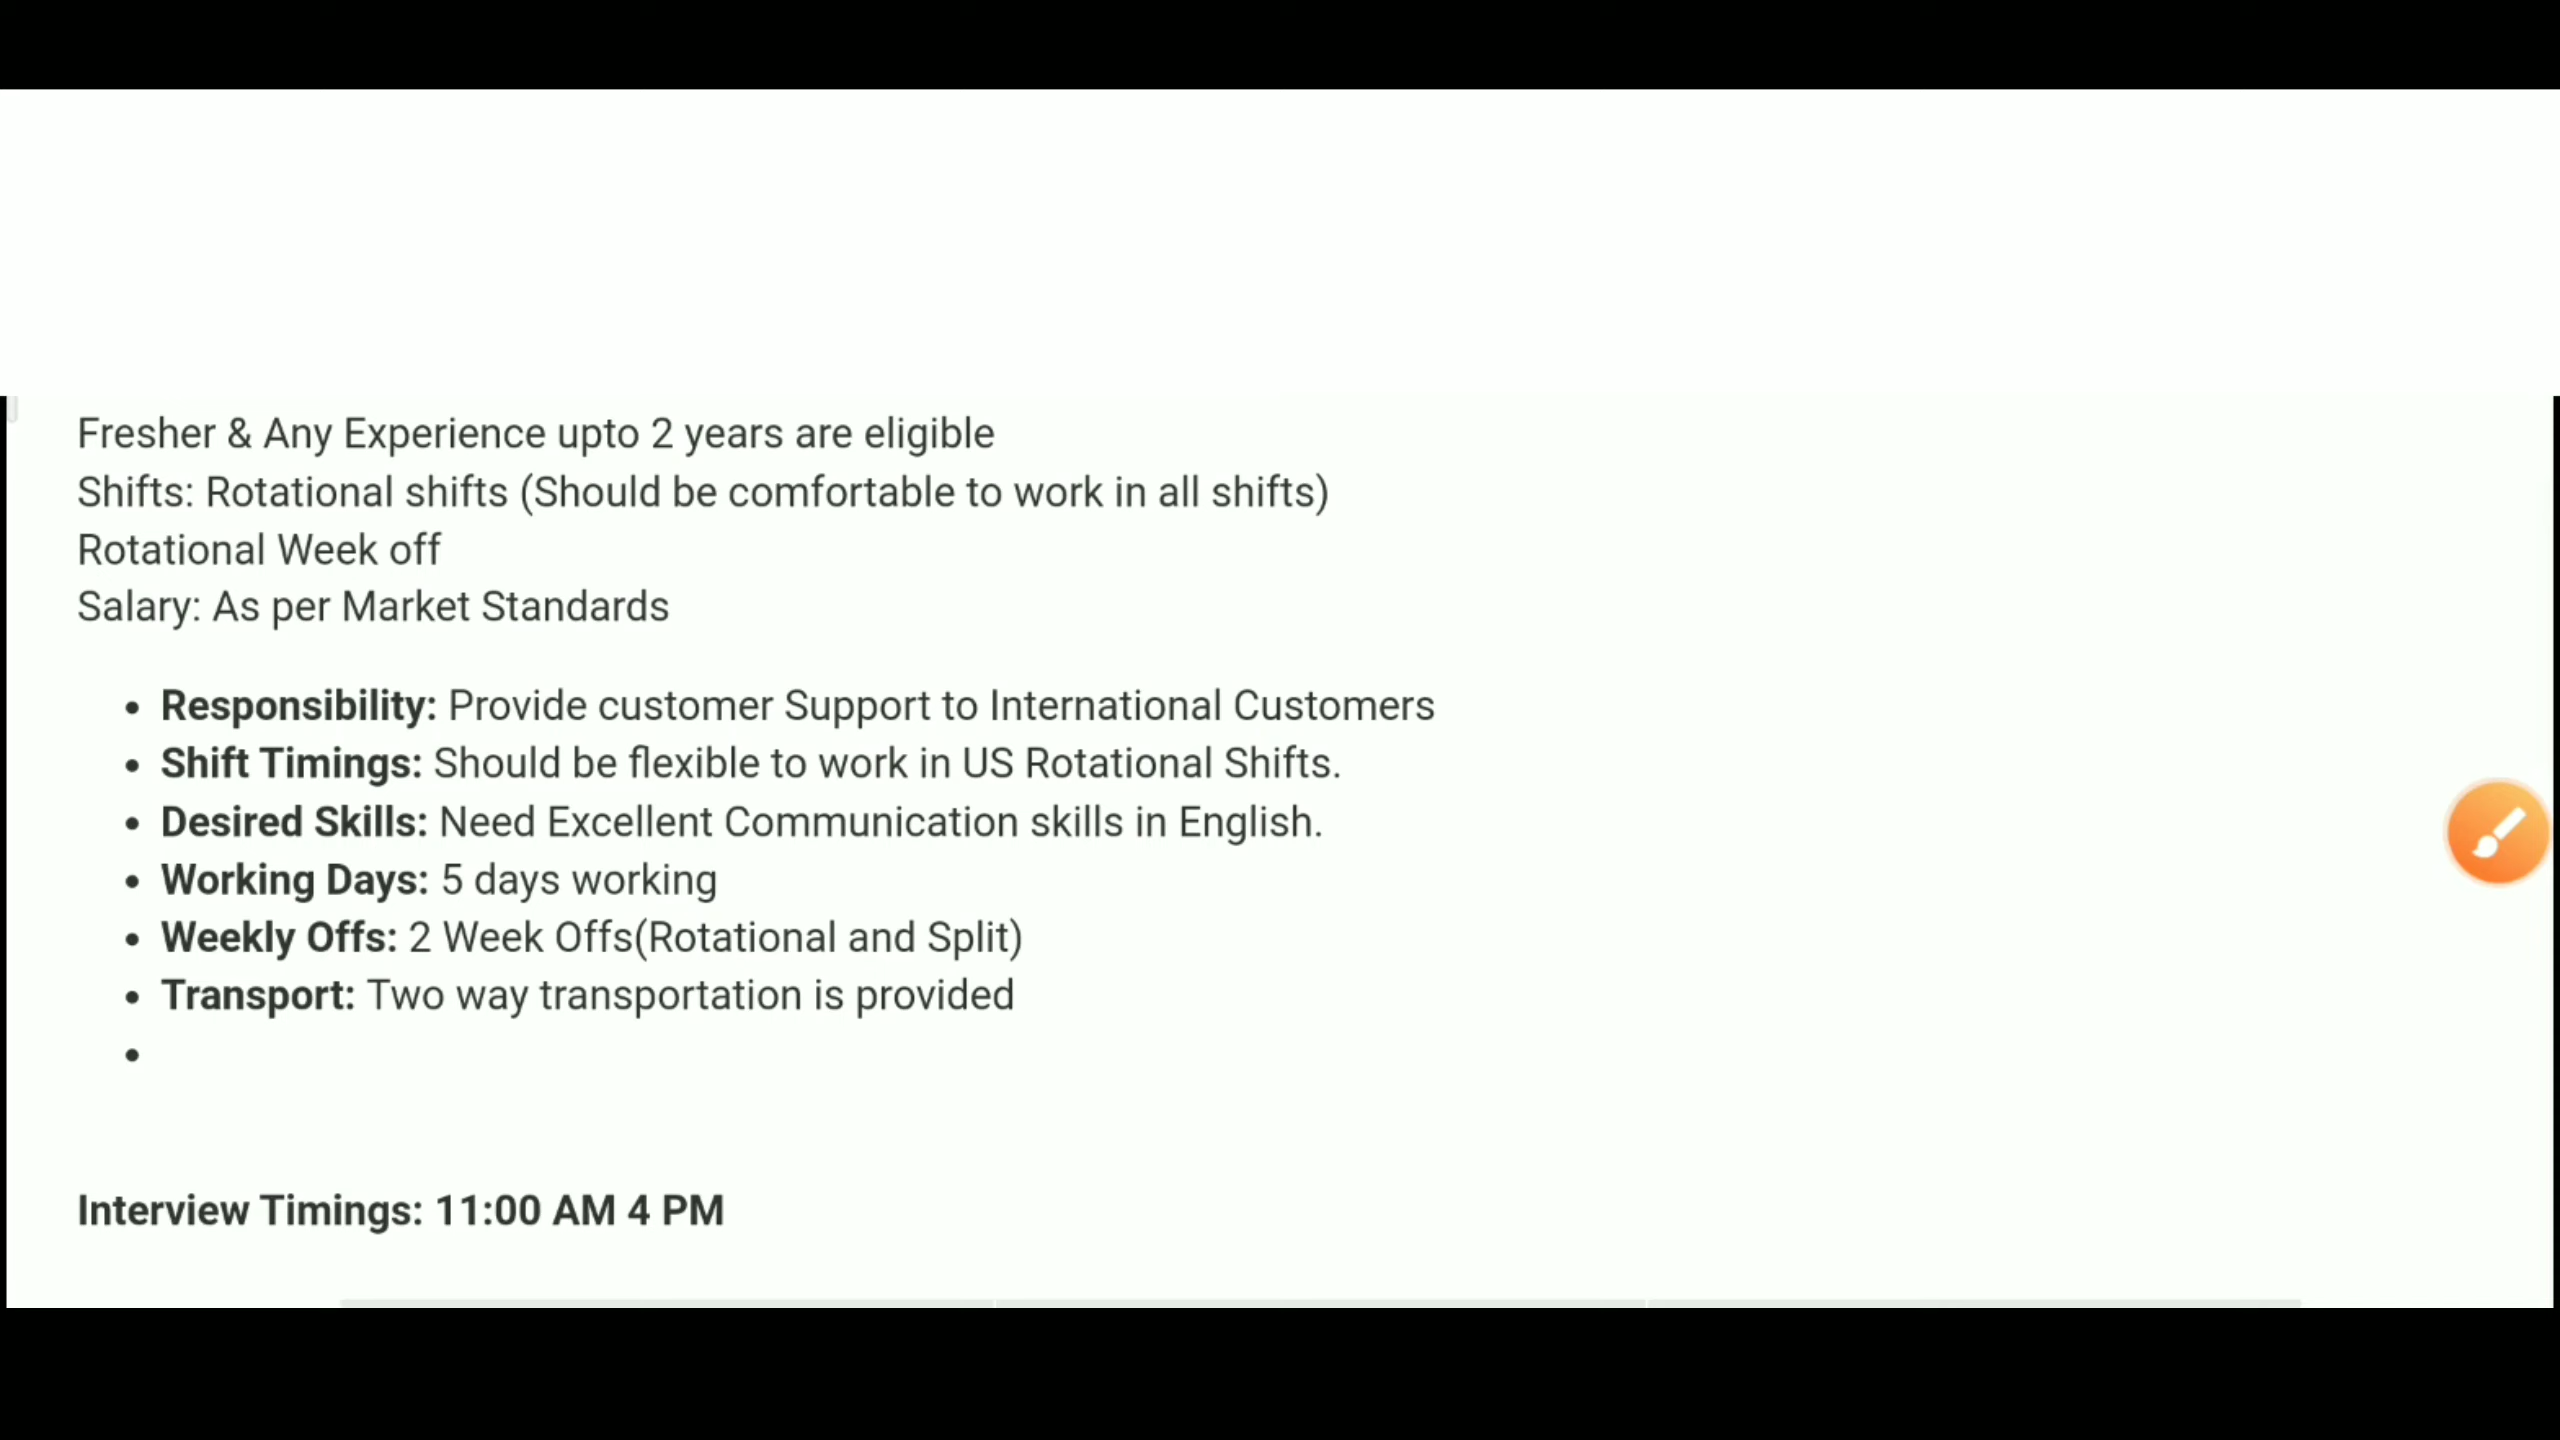 Fresher & Any Experience upto 2 years are eligible
Shifts: Rotational shifts (Should be comfortable to work in all shifts)
Rotational Week off
Salary: As per Market Standards
• Responsibility: Provide customer Support to International Customers
• Shift Timings: Should be flexible to work in US Rotational Shifts.
• Desired Skills: Need Excellent Communication skills in English.
• Working Days: 5 days working
• Weekly Offs: 2 Week Offs(Rotational and Split)
• Transport: Two way transportation is provided
•
Interview Timings: 11:00 AM 4 PM